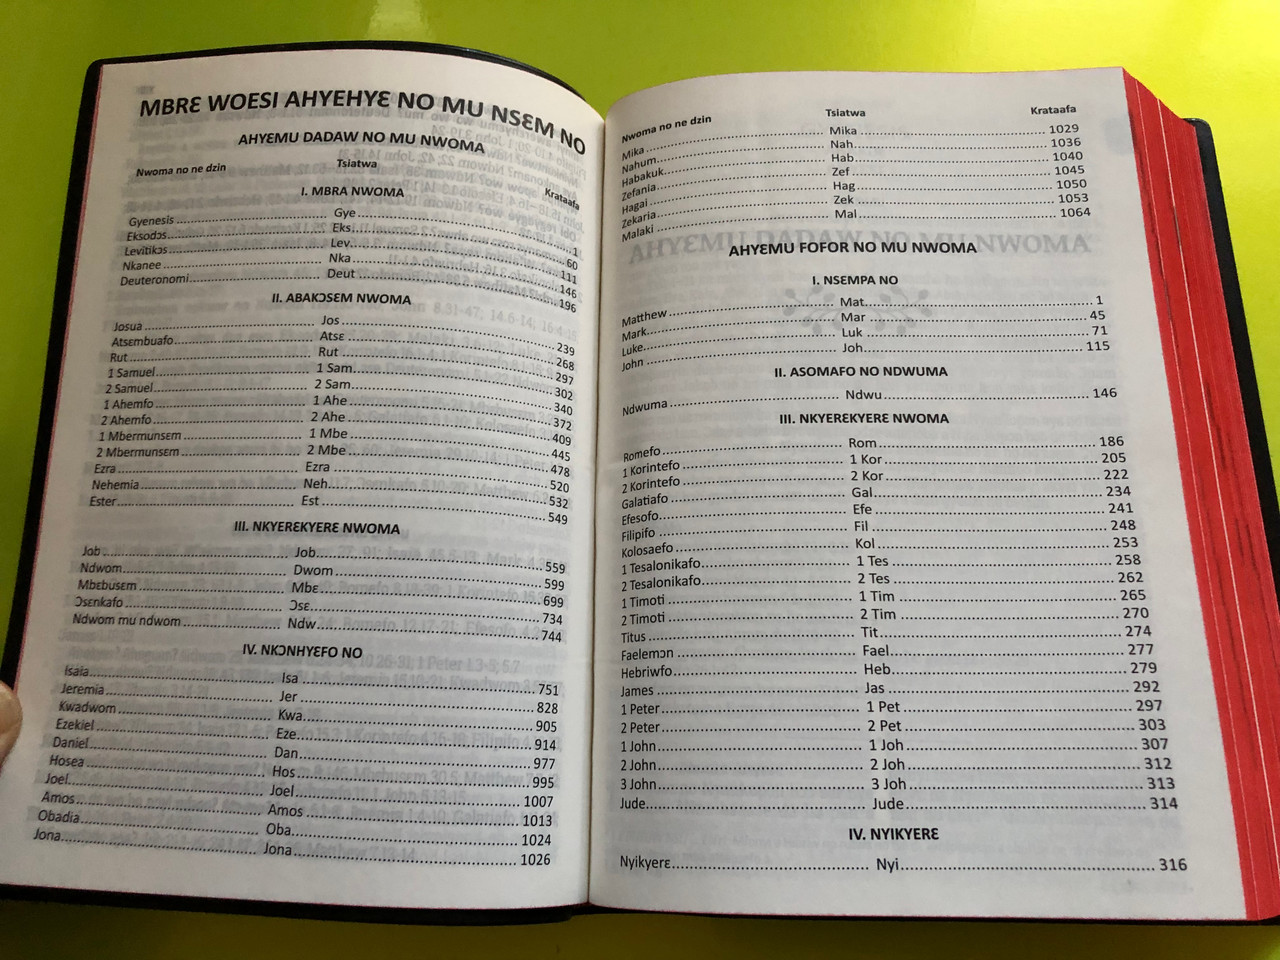 MBRƐ WOESI AHYEHYƐ NO MU NSƐM NO
AHYƐMU DADAW NO MU NWOMA
Nwoma no ne dzin Tsiatwa Krataafa
I. MBRA NWOMA
Gyenesis Gye 1
Eksodɔs Eks 60
Levitikɔs Lev 111
Nkanee Nka 146
Deuteronomi Deut 196
II. ABAKƆSEM NWOMA
Josua Jos 239
Atsɛmbuafo Atsɛ 268
Rut Rut 297
1 Samuel 1 Sam 302
2 Samuel 2 Sam 340
1 Ahemfo 1 Ahe 372
2 Ahemfo 2 Ahe 409
1 Mbermunsɛm 1 Mbe 445
2 Mbermunsɛm 2 Mbe 478
Ezra Ezra 520
Nehemia Neh 532
Ester Est 549
III. NKYERɛKYERɛ NWOMA
Job Job 559
Ndwom Dwom 599
Mbɛbusɛm Mbɛ 699
Ɔsɛnkafo Ɔsɛ 734
Ndwom mu ndwom Ndw 744
IV. NKƆNHYɛFO NO
Isaia Isa 751
Jeremia Jer 828
Kwadwom Kwa 905
Ezekiel Eze 914
Daniel Dan 977
Hosea Hos 995
Joel Joel 1007
Amos Amos 1013
Obadia Oba 1024
Jona Jona 1026
Nwoma no ne dzin Tsiatwa Krataafa
Mika Mika 1029
Nahum Nah 1036
Habakuk Hab 1040
Zefania Zef 1045
Hagai Hag 1050
Zekaria Zek 1053
Malaki Mal 1064
AHYƐMU FOFOR NO MU NWOMA
I. NSEMPA NO
Matthew Mat 1
Mark Mar 45
Luke Luk 71
John Joh 115
II. ASOMAFO NO NDWUMA
Ndwuma Ndwu 146
III. NKYEREKYERE NWOMA
Romefo Rom 186
1 Korintefo 1 Kor 205
2 Korintefo 2 Kor 222
Galatiafo Gal 234
Efesofo Efe 241
Filipifo Fil 248
Kolosaefo Kol 253
1 Tesalonikafo 1 Tes 258
2 Tesalonikafo 2 Tes 262
1 Timoti 1 Tim 265
2 Timoti 2 Tim 270
Titus Tit 274
Faelemɔn Fael 277
Hebriwfo Heb 279
James Jas 292
1 Peter 1 Pet 297
2 Peter 2 Pet 303
1 John 1 Joh 307
2 John 2 Joh 312
3 John 3 Joh 313
Jude Jude 314
IV. NYIKYERƐ
Nyikyerɛ Nyi 316